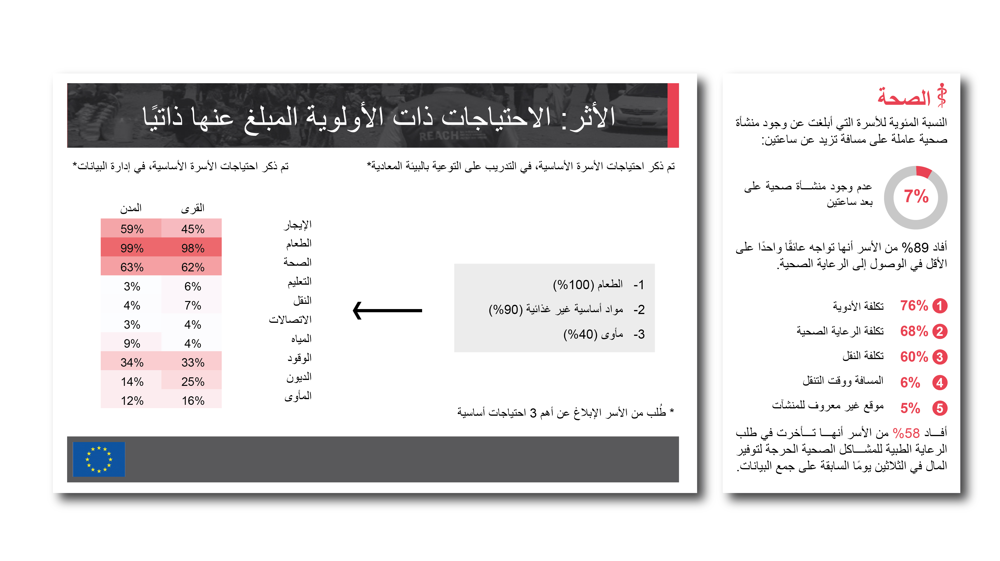 الصحة
النسبة المئوية للأسرة التي أبلغت عن وجود منشأة
صحية عاملة على مسافة تزيد عن ساعتين:
7%
عدم وجود منشـــأة صحية على
بعد ساعتين
أفاد 89% من الأسر أنها تواجه عائقًا واحدًا على
الأقل في الوصول إلى الرعاية الصحية.
1 76% تكلفة الأدوية
2 68% تكلفة الرعاية الصحية
3 60% تكلفة النقل
4 6% المسافة ووقت التنقل
5 5% موقع غير معروف للمنشآت
أفـــاد 58% من الأسر أنهـــا تـــأخرت في طلب
الرعاية الطبية للمشـــاكل الصحية الحرجة لتوفير
المال في الثلاثين يومًا السابقة على جمع البيانات.
الأثر: الاحتياجات ذات الأولوية المبلغ عنها ذاتيًا
REACH
تم ذكر احتياجات الأسرة الأساسية، في التدريب على التوعية بالبيئة المعادية*
1- الطعام (100%)
2- مواد أساسية غير غذائية (90%)
3- مأوى (40%)
* طُلب من الأسر الإبلاغ عن أهم 3 احتياجات أساسية
تم ذكر احتياجات الأسرة الأساسية، في إدارة البيانات*
القرى المدن
الإيجار 45% 59%
الطعام 98% 99%
الصحة 62% 63%
التعليم 6% 3%
النقل 7% 4%
الاتصالات 4% 3%
المياه 4% 9%
الوقود 33% 34%
الديون 25% 14%
المأوى 16% 12%